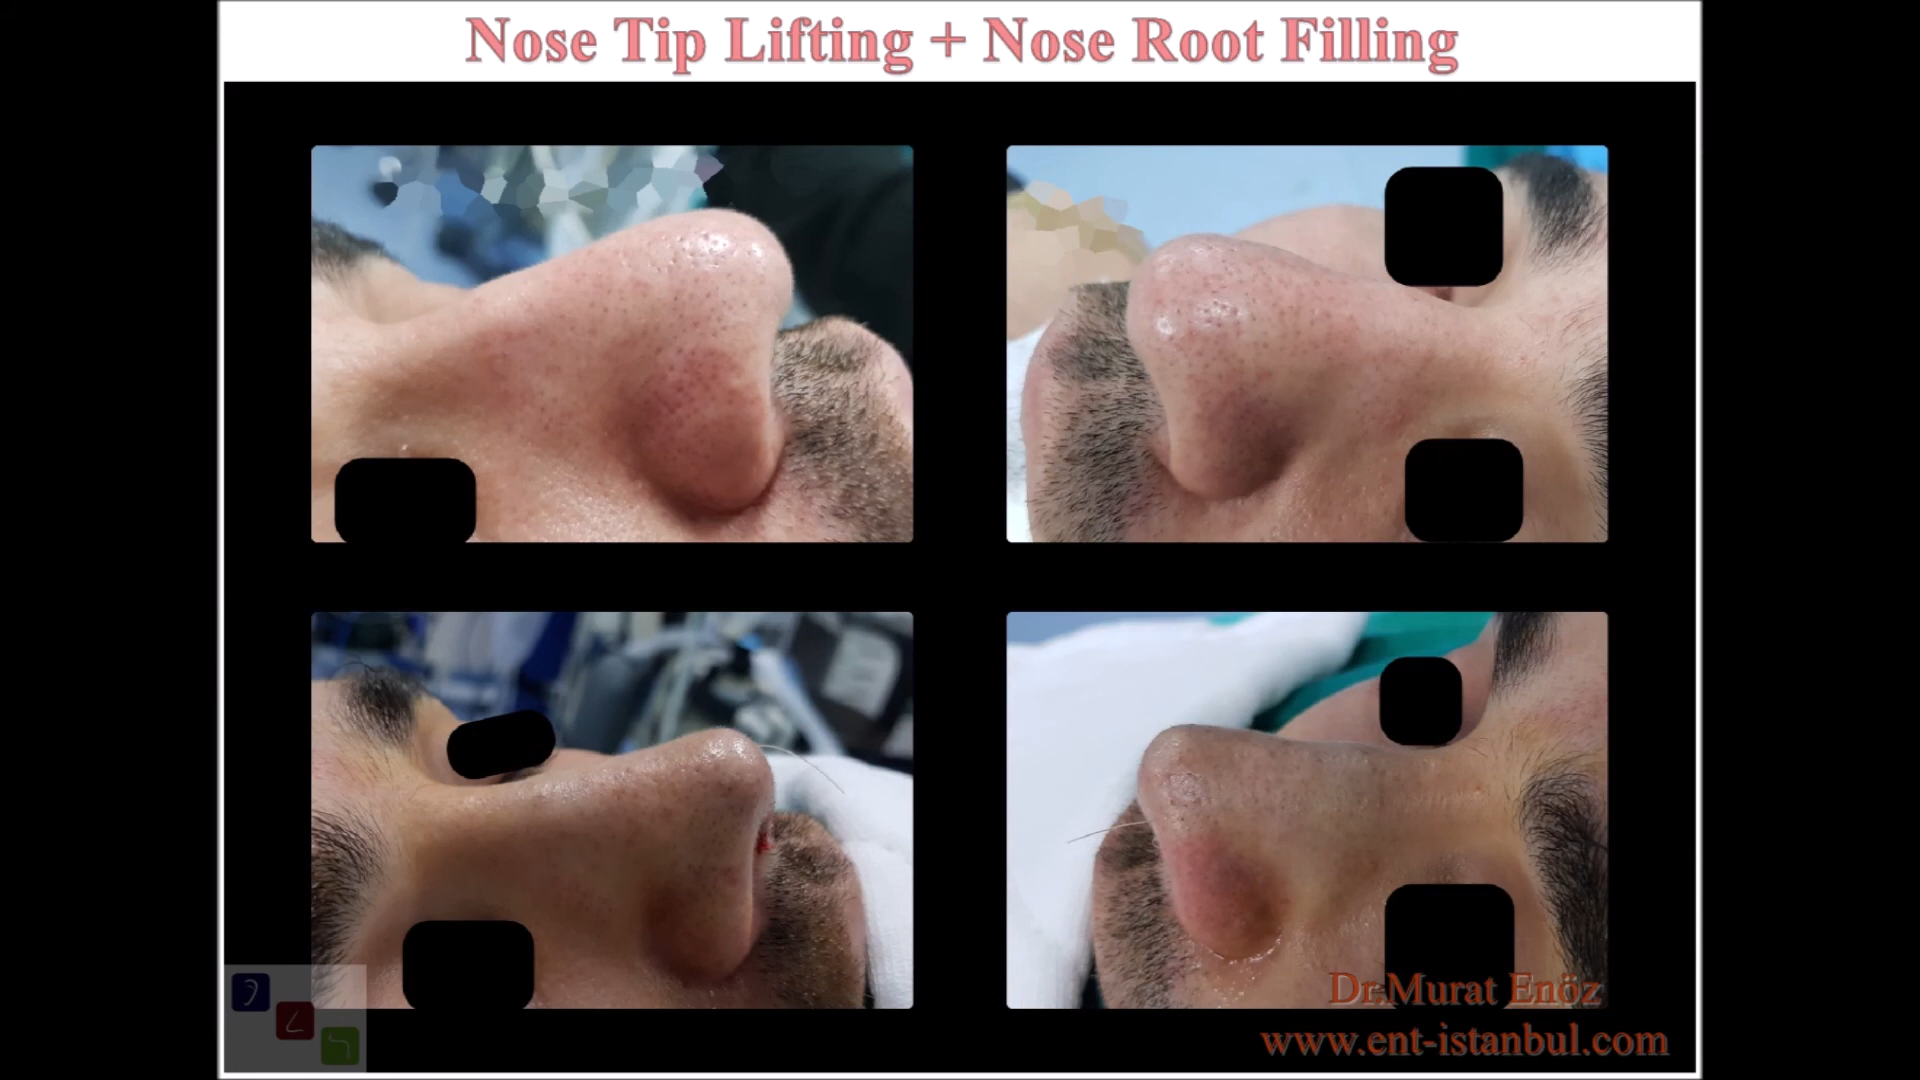 Nose Tip Lifting + Nose Root Filling
Dr.Murat Enöz
www.ent-istanbul.com